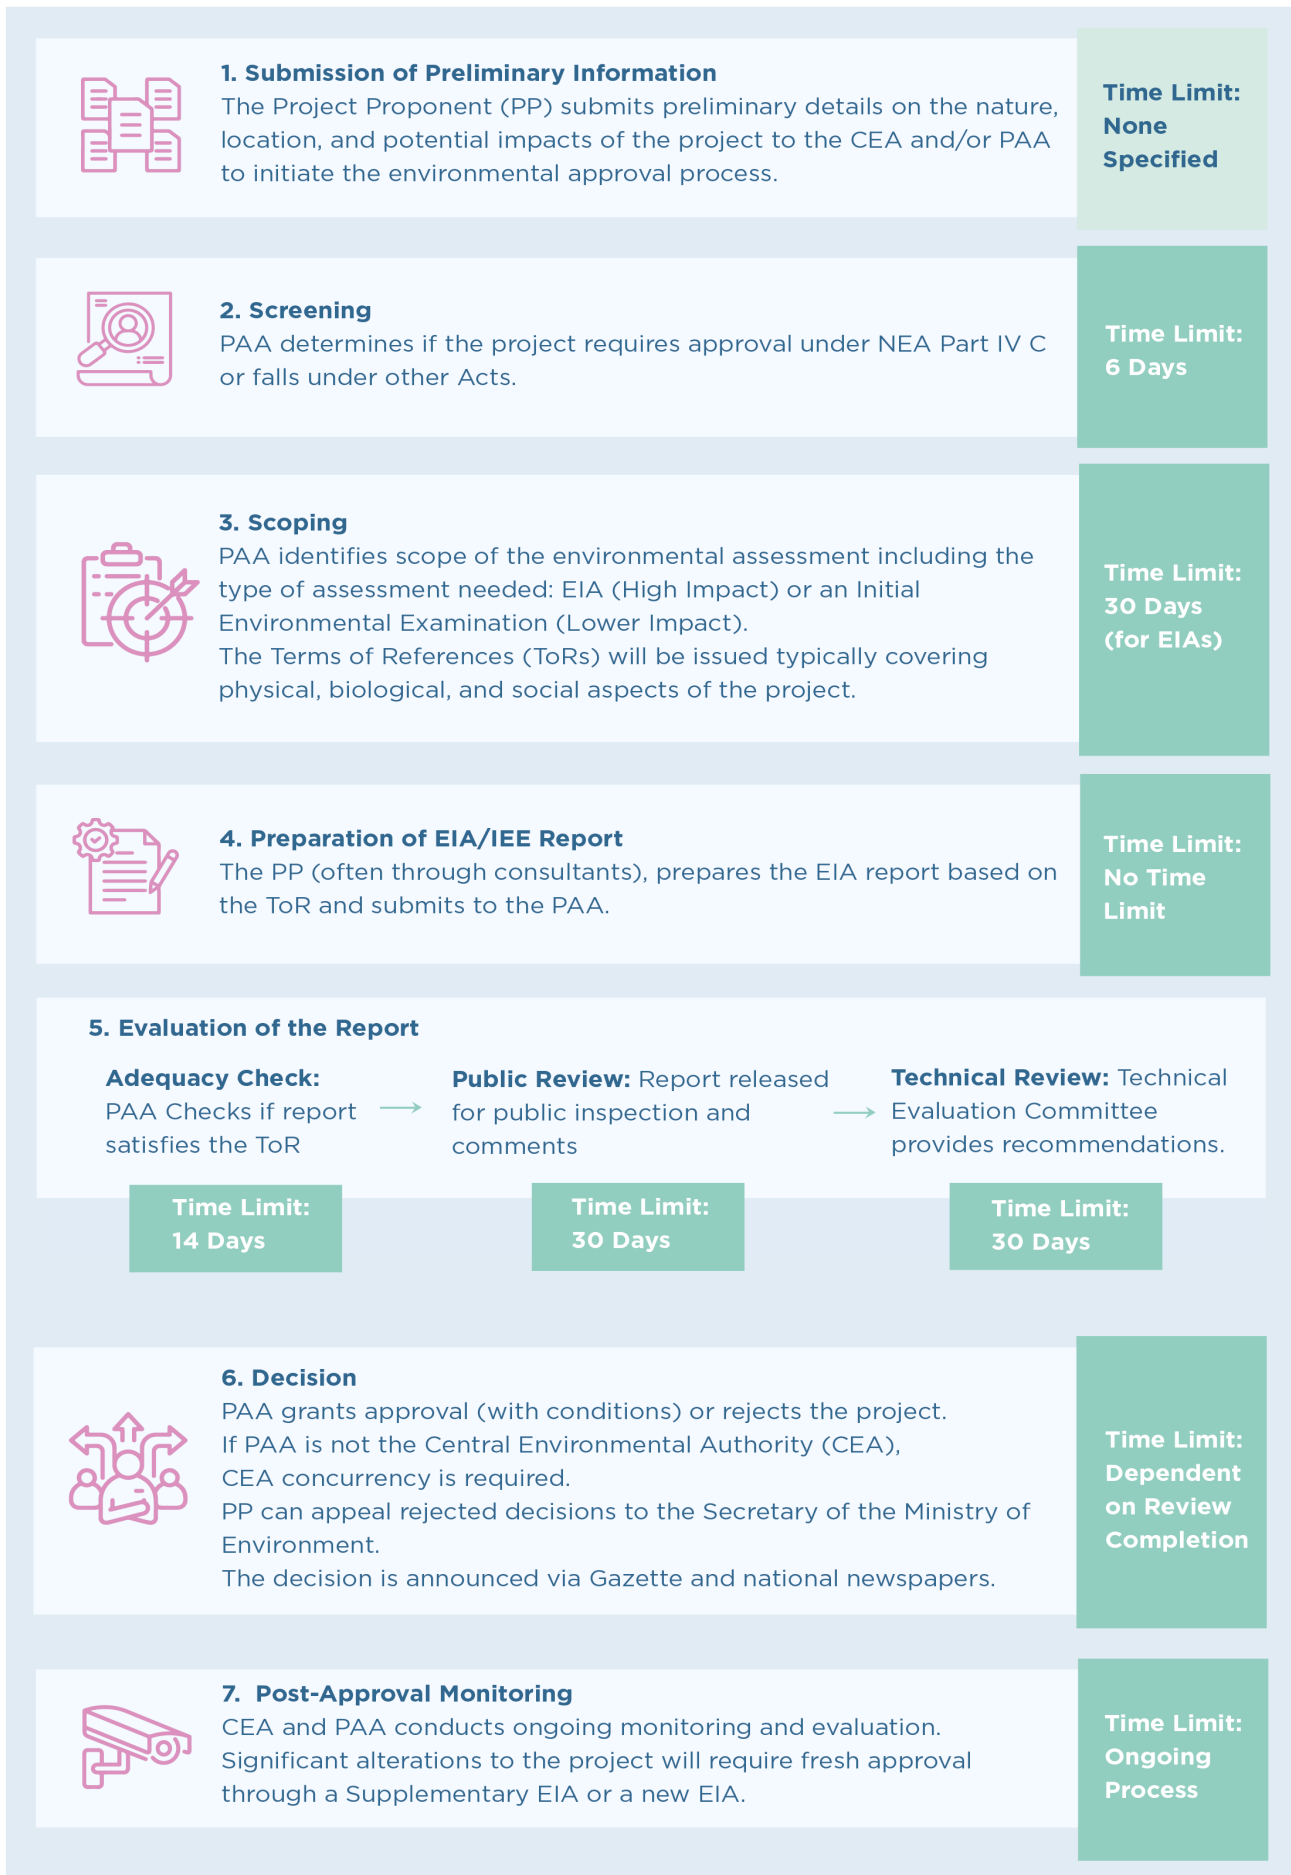 1. Submission of Preliminary Information
The Project Proponent (PP) submits preliminary details on the nature,
location, and potential impacts of the project to the CEA and/or PAA
to initiate the environmental approval process.
Time Limit:
None
Specified
2. Screening
PAA determines if the project requires approval under NEA Part IV C
or falls under other Acts.
Time Limit:
6 Days
3. Scoping
PAA identifies scope of the environmental assessment including the
type of assessment needed: EIA (High Impact) or an Initial
Environmental Examination (Lower Impact).
The Terms of References (ToRs) will be issued typically covering
physical, biological, and social aspects of the project.
Time Limit:
30 Days
(for EIAs)
4. Preparation of EIA/IEE Report
The PP (often through consultants), prepares the EIA report based on
the ToR and submits to the PAA.
Time Limit:
No Time
Limit
5. Evaluation of the Report
Adequacy Check:
PAA Checks if report
satisfies the ToR
Time Limit:
14 Days
Public Review: Report released
for public inspection and
comments
Time Limit:
30 Days
Technical Review: Technical
Evaluation Committee
provides recommendations.
Time Limit:
30 Days
6. Decision
PAA grants approval (with conditions) or rejects the project.
If PAA is not the Central Environmental Authority (CEA),
CEA concurrency is required.
PP can appeal rejected decisions to the Secretary of the Ministry of
Environment.
The decision is announced via Gazette and national newspapers.
Time Limit:
Dependent
on Review
Completion
7. Post-Approval Monitoring
CEA and PAA conducts ongoing monitoring and evaluation.
Significant alterations to the project will require fresh approval
through a Supplementary EIA or a new EIA.
Time Limit:
Ongoing
Process